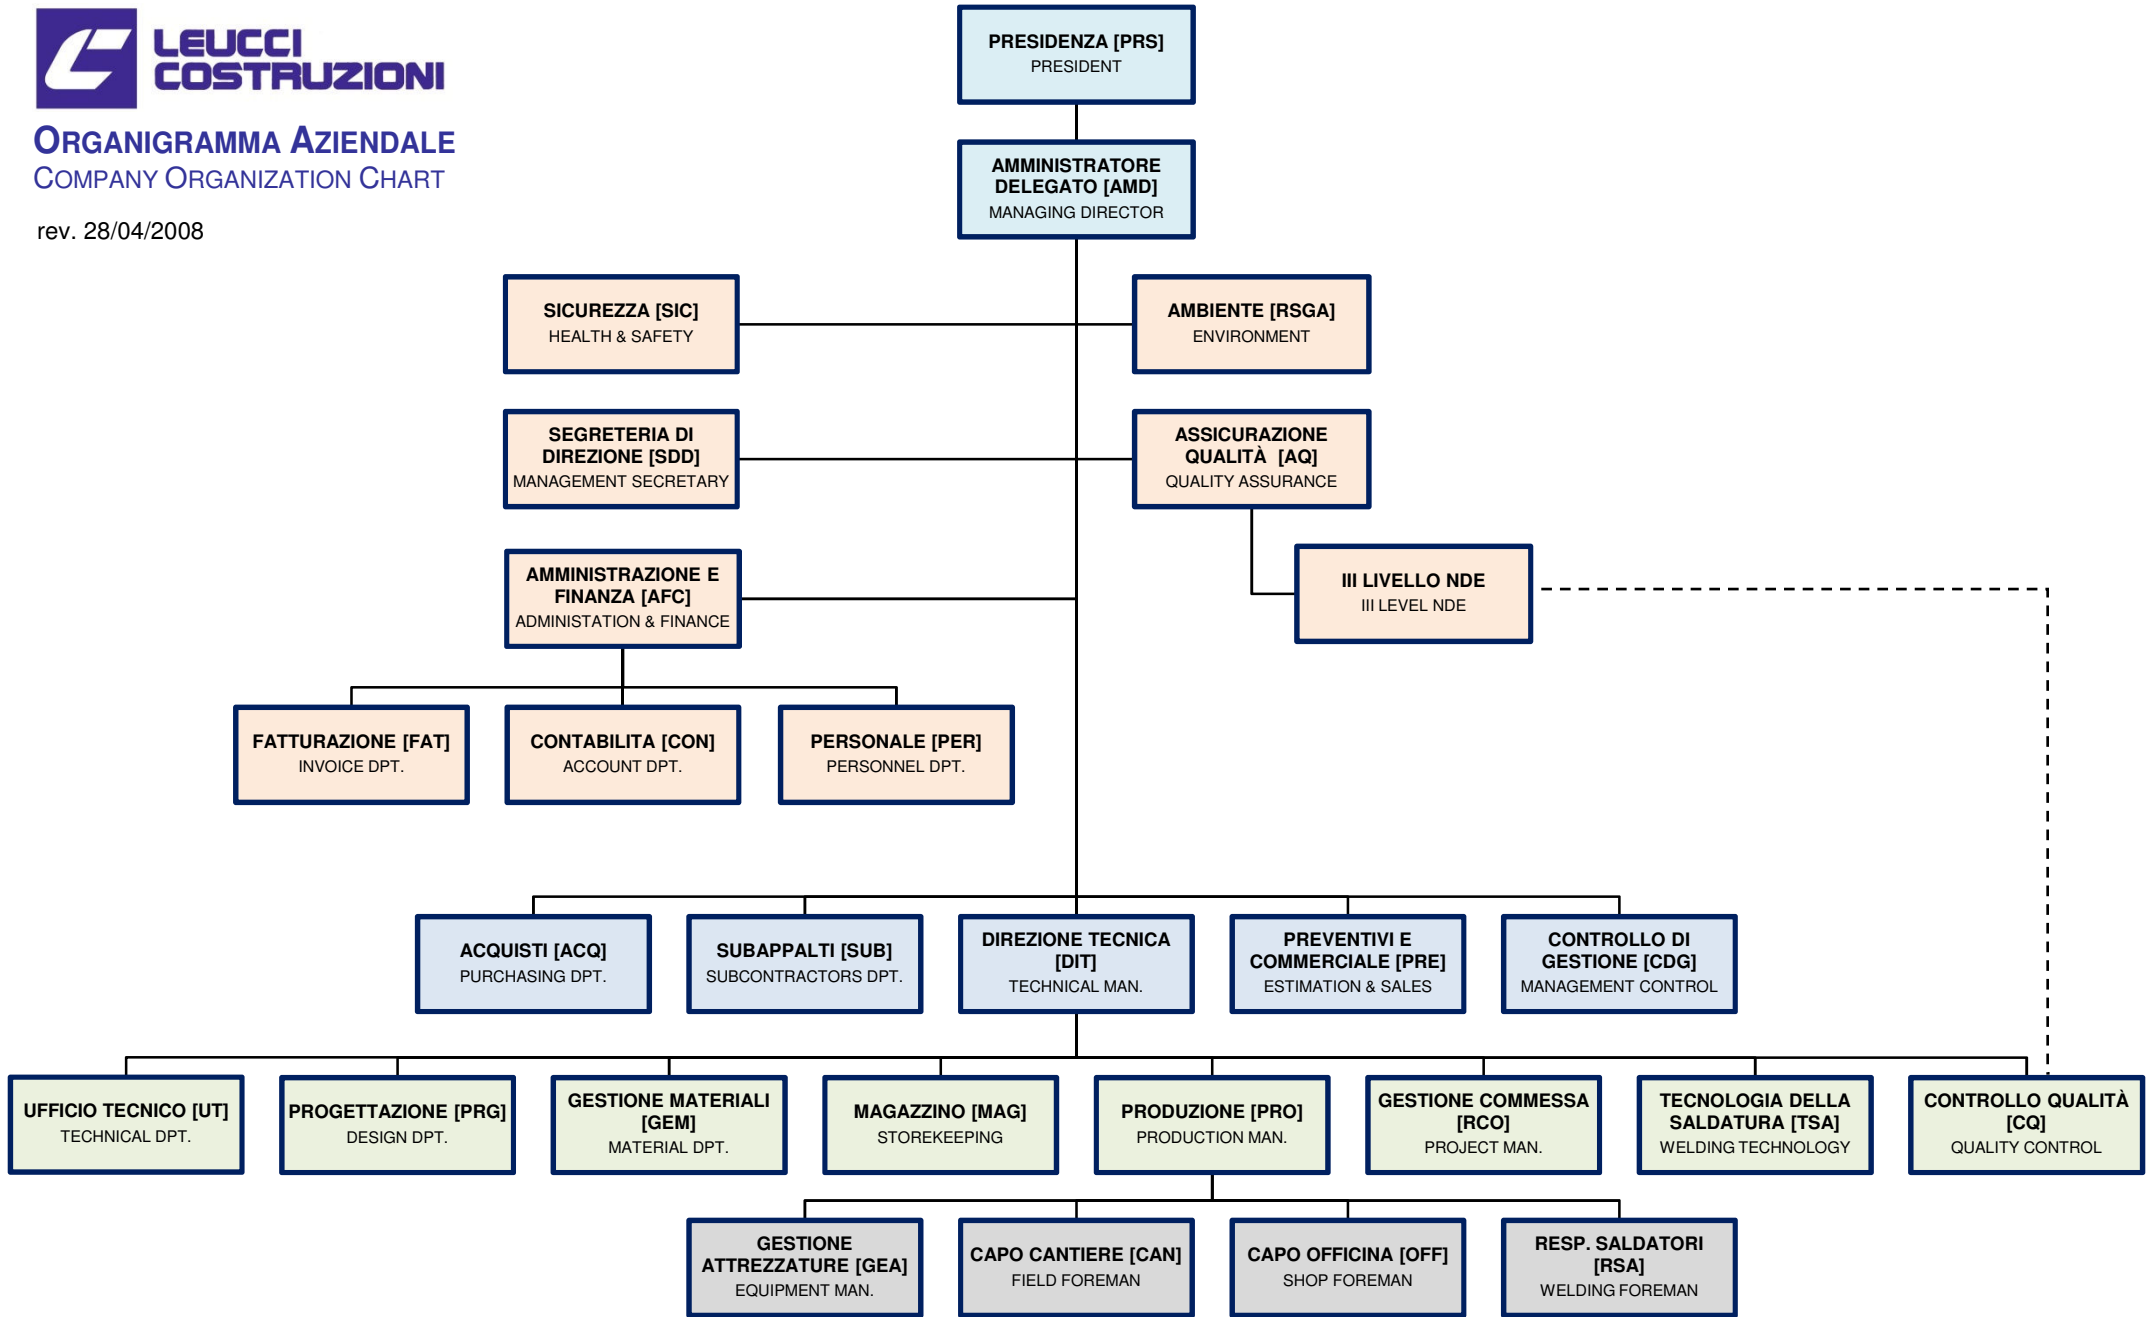 LEUCCI
COSTRUZIONI
ORGANIGRAMMA AZIENDALE
COMPANY ORGANIZATION CHART
rev. 28/04/2008
PRESIDENZA [PRS]
PRESIDENT
AMMINISTRATORE
DELEGATO [AMD]
MANAGING DIRECTOR
SICUREZZA [SIC]
HEALTH & SAFETY
AMBIENTE [RSGA]
ENVIRONMENT
SEGRETERIA DI
DIREZIONE [SDD]
MANAGEMENT SECRETARY
ASSICURAZIONE
QUALITÀ [AQ]
QUALITY ASSURANCE
AMMINISTRAZIONE E
FINANZA [AFC]
ADMINISTATION & FINANCE
III LIVELLO NDE
III LEVEL NDE
FATTURAZIONE [FAT]
INVOICE DPT.
CONTABILITA [CON]
ACCOUNT DPT.
PERSONALE [PER]
PERSONNEL DPT.
ACQUISTI [ACQ]
PURCHASING DPT.
SUBAPPALTI [SUB]
SUBCONTRACTORS DPT.
DIREZIONE TECNICA
[DIT]
TECHNICAL MAN.
PREVENTIVI E
COMMERCIALE [PRE]
ESTIMATION & SALES
CONTROLLO DI
GESTIONE [CDG]
MANAGEMENT CONTROL
UFFICIO TECNICO [UT]
TECHNICAL DPT.
PROGETTAZIONE [PRG]
DESIGN DPT.
GESTIONE MATERIALI
[GEM]
MATERIAL DPT.
MAGAZZINO [MAG]
STOREKEEPING
PRODUZIONE [PRO]
PRODUCTION MAN.
GESTIONE COMMESSA
[RCO]
PROJECT MAN.
TECNOLOGIA DELLA
SALDATURA [TSA]
WELDING TECHNOLOGY
CONTROLLO QUALITÀ
[CQ]
QUALITY CONTROL
GESTIONE
ATTREZZATURE [GEA]
EQUIPMENT MAN.
CAPO CANTIERE [CAN]
FIELD FOREMAN
CAPO OFFICINA [OFF]
SHOP FOREMAN
RESP. SALDATORI
[RSA]
WELDING FOREMAN